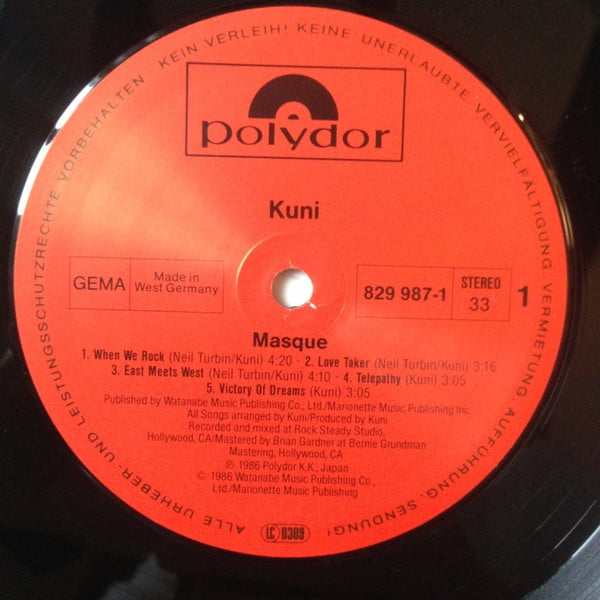 ALLE URHEBER- UND LEISTUNGSSCHUTZRECHTE VORBEHALTEN KEIN VERLEIH! KEINE UNERLAUBTE VERVIELFÄLTIGUNG, VERMIETUNG, AUFFÜHRUNG, SENDUNG!
polydor
Kuni
GEMA
Made in
West Germany
829 987-1
STEREO
33
1
Masque
1. When We Rock (Neil Turbin/Kuni) 4:20 · 2. Love Taker (Neil Turbin/Kuni) 3:16
3. East Meets West (Neil Turbin/Kuni) 4:10 · 4. Telepathy (Kuni) 3:05
5. Victory Of Dreams (Kuni) 3:05
Published by Watanabe Music Publishing Co., Ltd./Marionette Music Publishing Inc.
All Songs arranged by Kuni/Produced by Kuni
Recorded and mixed at Rock Steady Studio,
Hollywood, CA/Mastered by Brian Gardner at Bernie Grundman
Mastering, Hollywood, CA
℗ 1986 Polydor K.K., Japan
© 1986 Watanabe Music Publishing Co.,
Ltd./Marionette Music Publishing
LC 0309